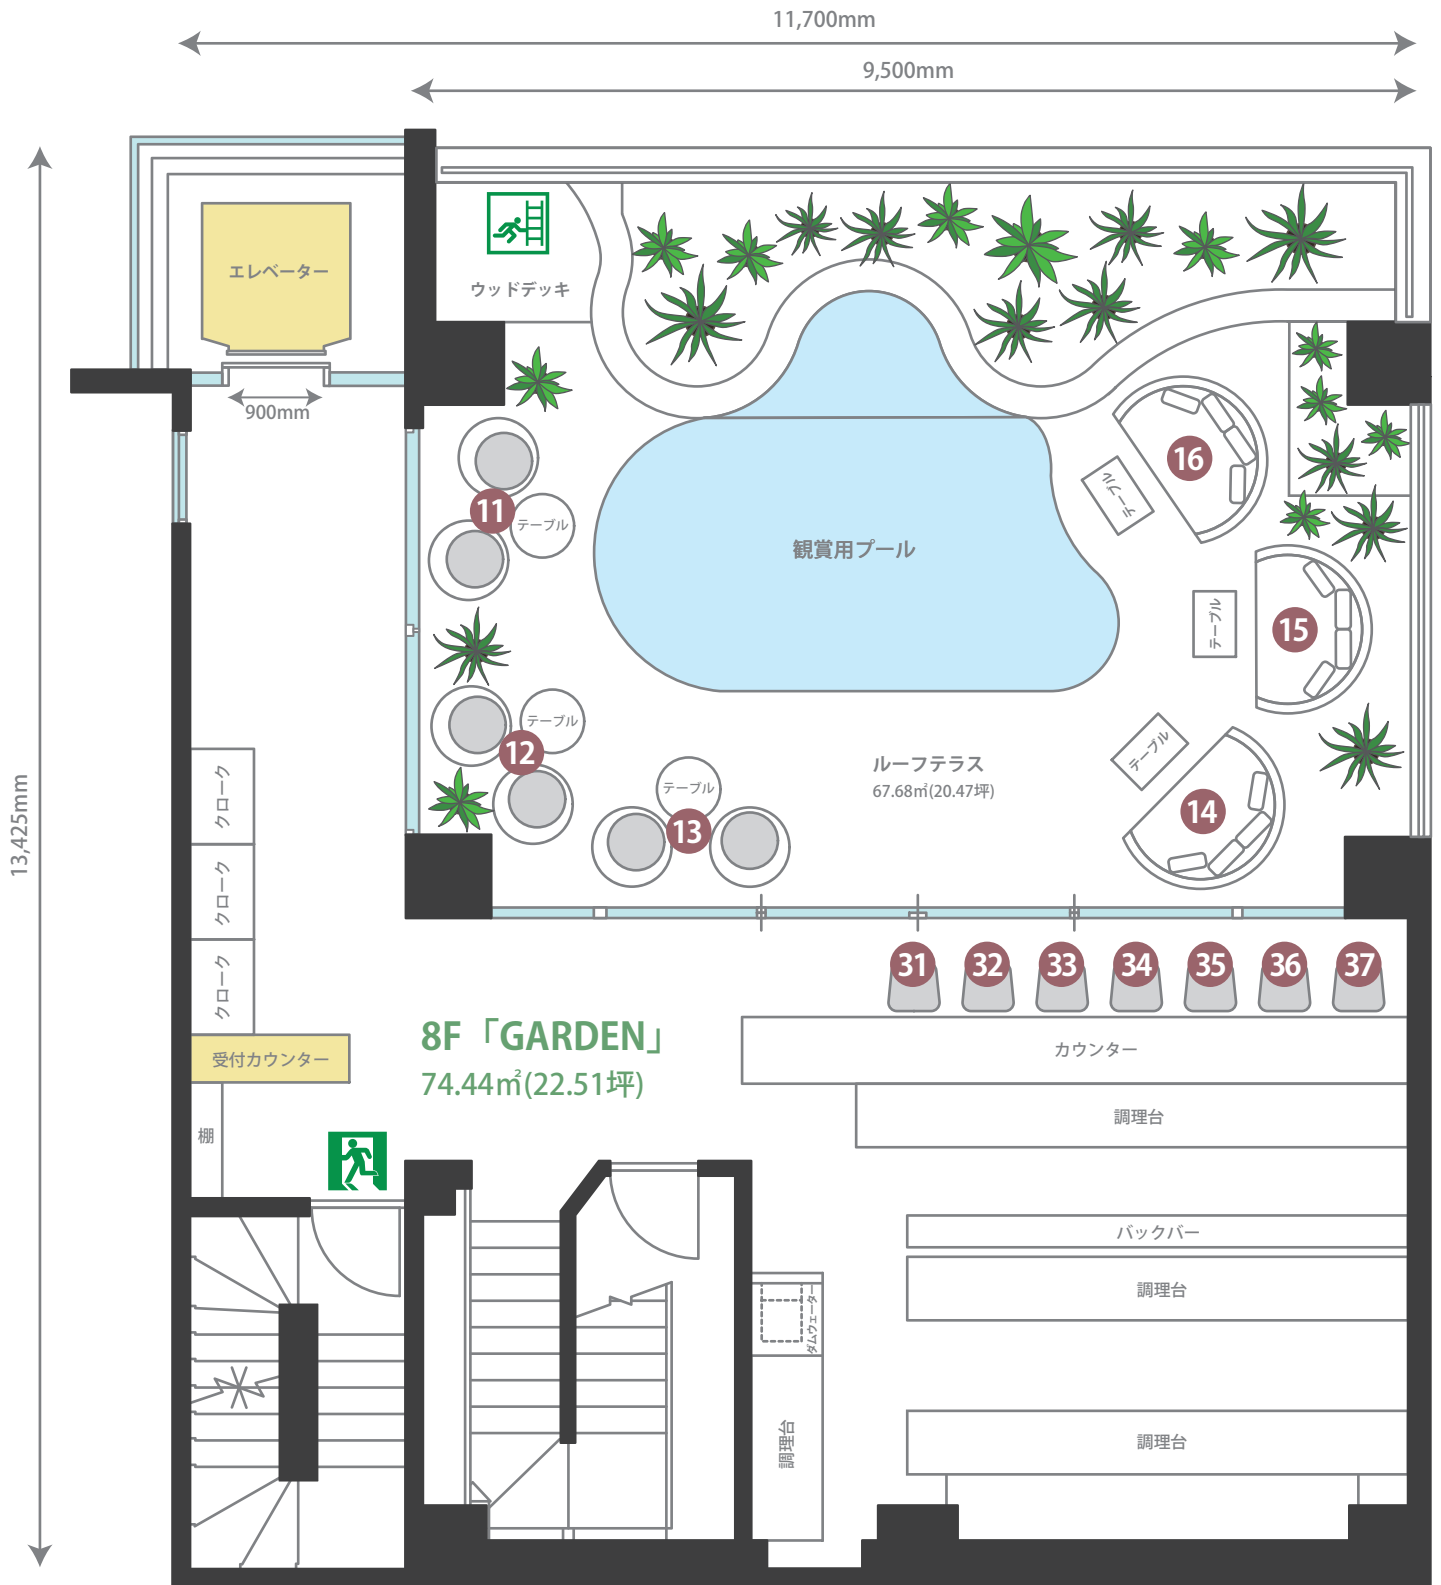 11,700mm
9,500mm
13,425mm
エレベーター
900mm
ウッドデッキ
11
テーブル
12
テーブル
13
テーブル
観賞用プール
16
テーブル
15
テーブル
14
テーブル
ルーフテラス
67.68㎡(20.47坪)
クローク
クローク
クローク
受付カウンター
棚
31
32
33
34
35
36
37
8F「GARDEN」
74.44㎡(22.51坪)
カウンター
調理台
バックバー
調理台
ダムウェーター
調理台
調理台